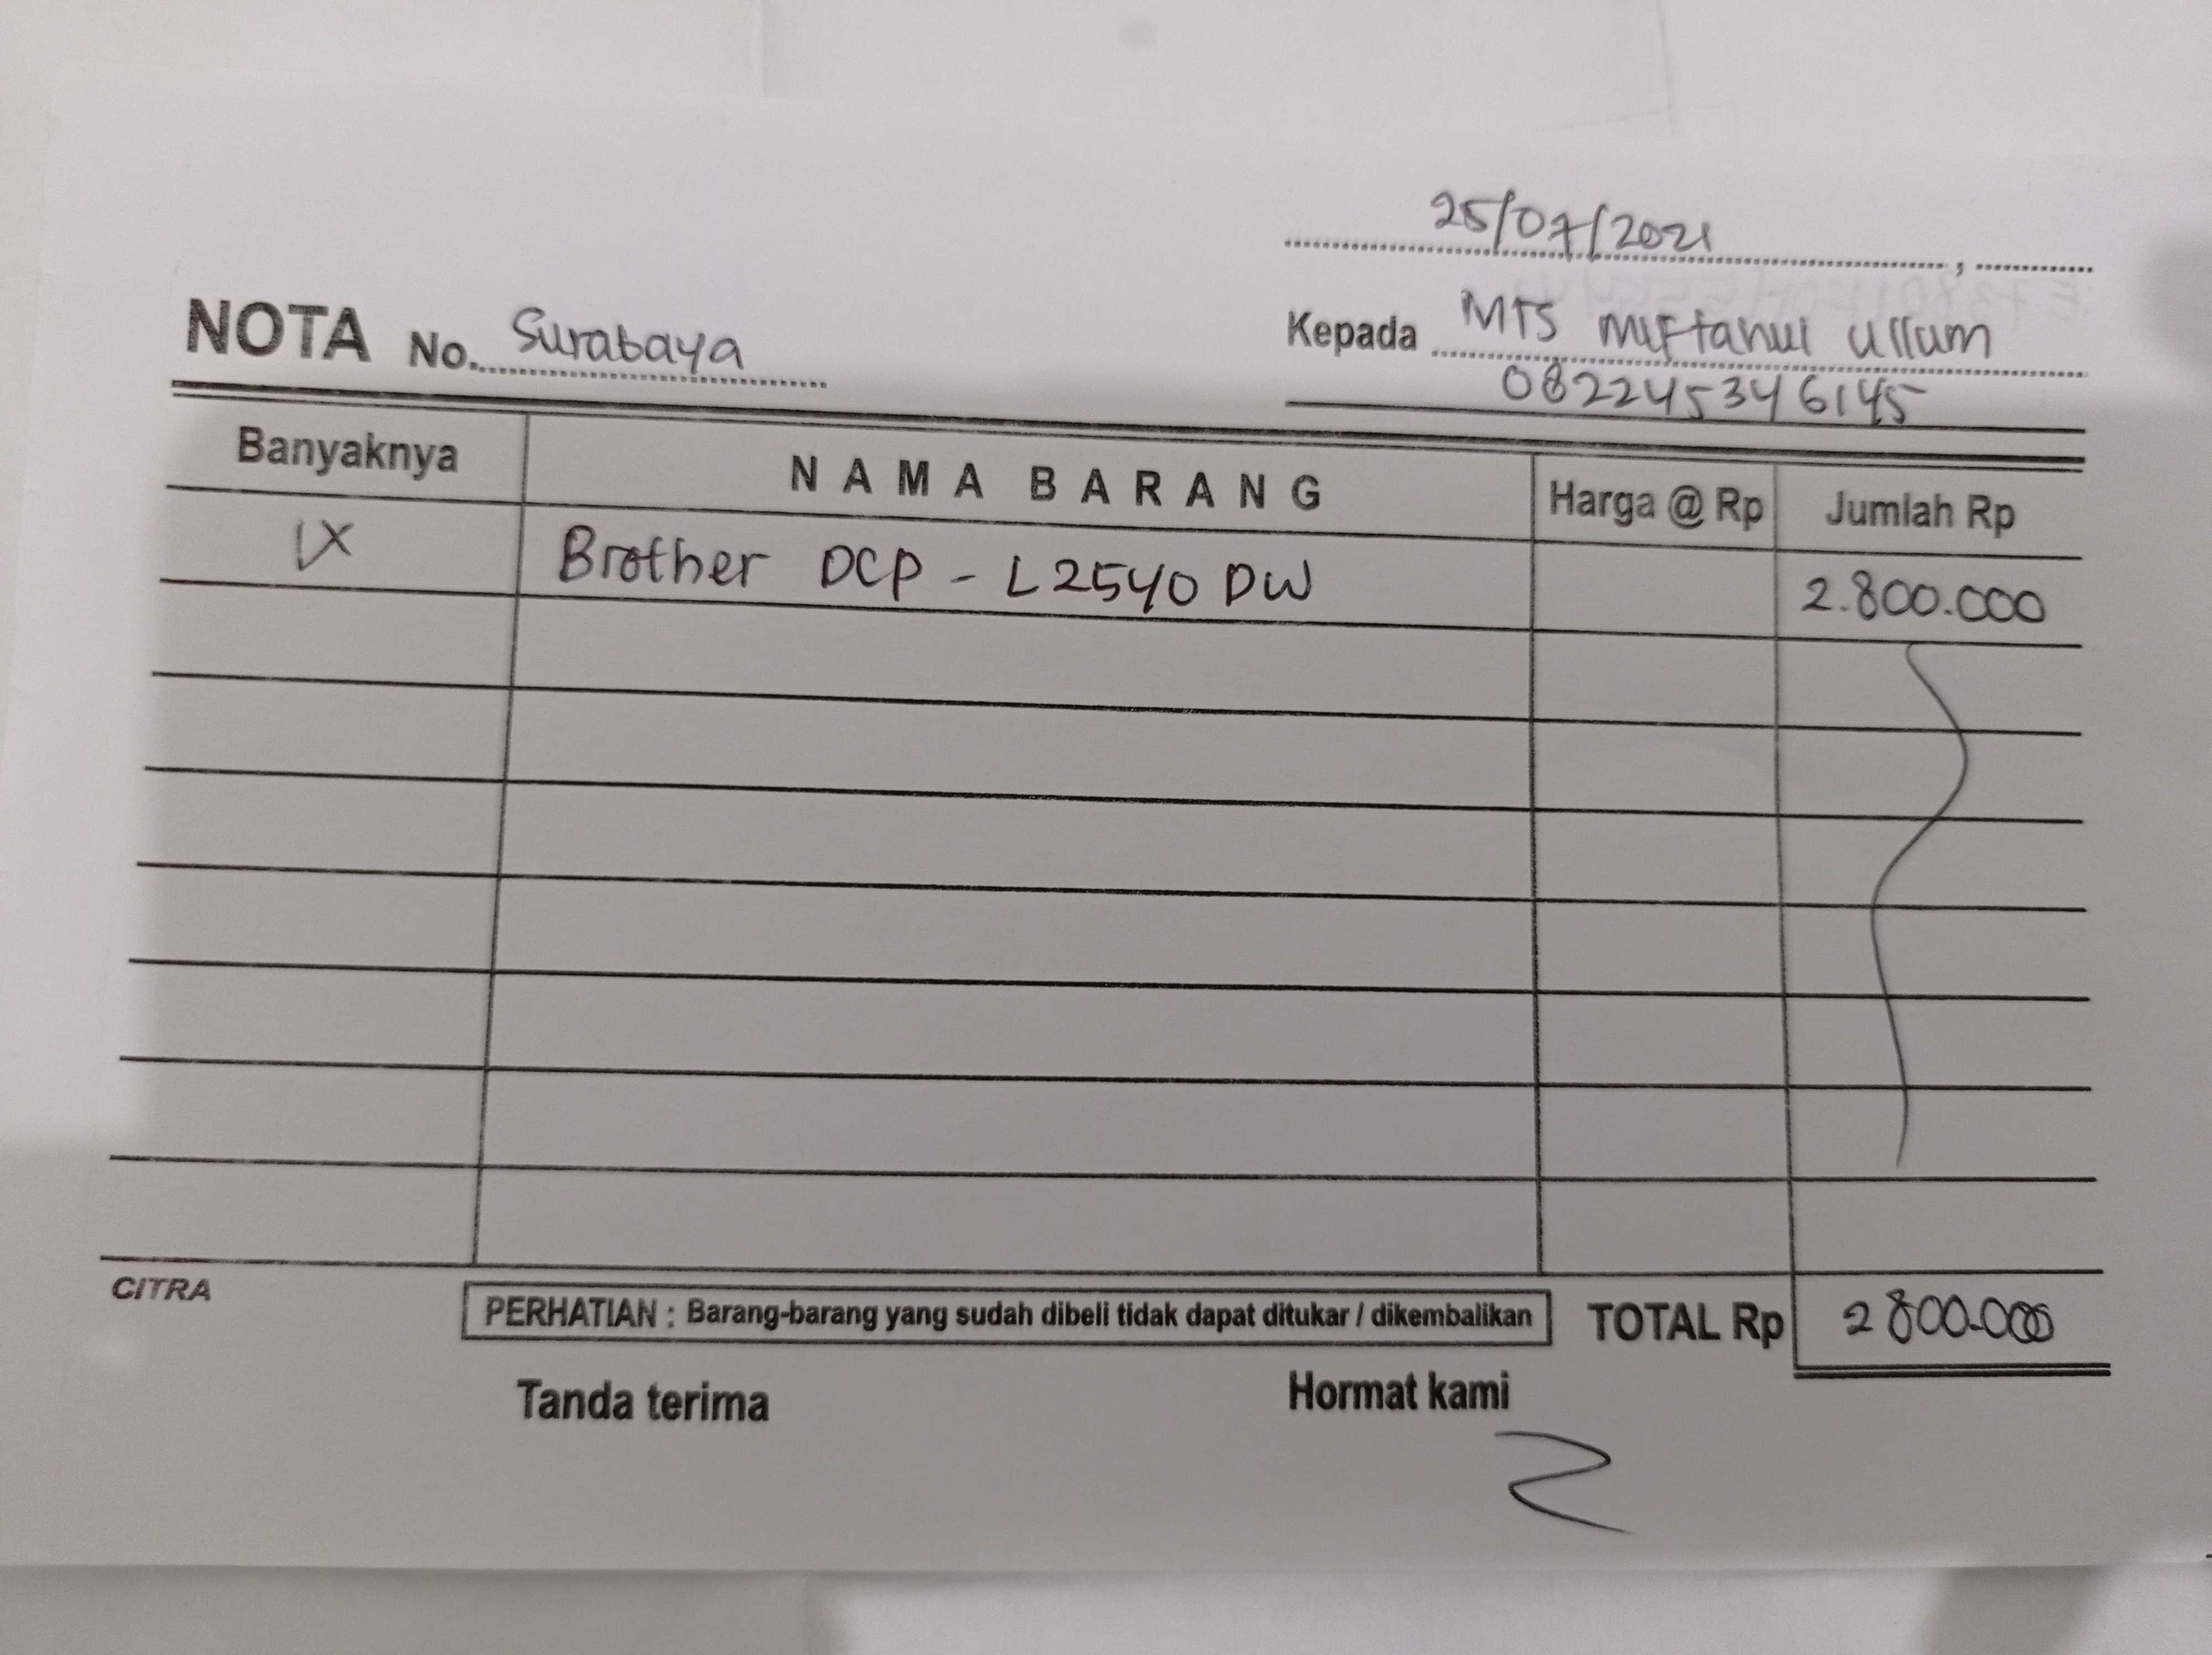 25/07/2021 ,
NOTA No. Surabaya
Kepada MTS Miftahul Ullum
082245346145
Banyaknya NAMA BARANG Harga @ Rp Jumlah Rp
1X Brother DCP - L2540 DW 2.800.000
CITRA
PERHATIAN : Barang-barang yang sudah dibeli tidak dapat ditukar / dikembalikan TOTAL Rp 2800.000
Tanda terima Hormat kami